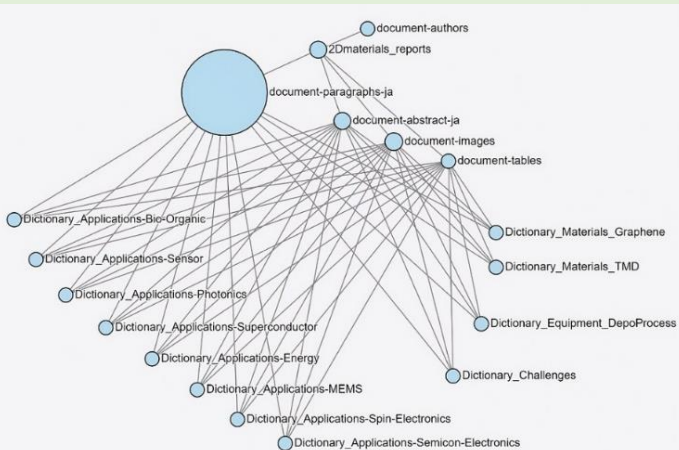 document-authors
2Dmaterials_reports
document-paragraphs-ja
document-abstract-ja
document-images
document-tables
Dictionary_Applications-Bio-Organic
Dictionary_Materials_Graphene
Dictionary_Applications-Sensor
Dictionary_Materials_TMD
Dictionary_Applications-Photonics
Dictionary_Equipment_DepoProcess
Dictionary_Applications-Superconductor
Dictionary_Applications-Energy
Dictionary_Challenges
Dictionary_Applications-MEMS
Dictionary_Applications-Spin-Electronics
Dictionary_Applications-Semicon-Electronics